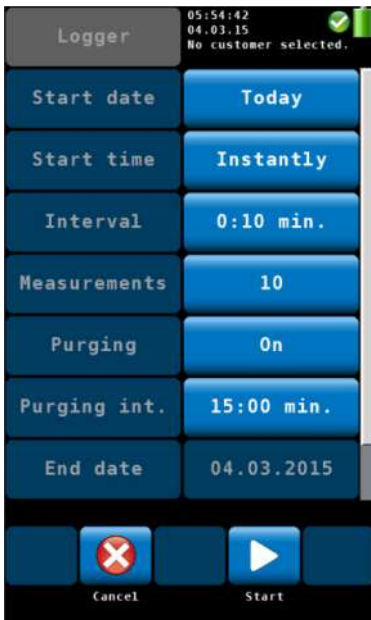 Logger
05:54:42
04.03.15
No customer selected.
Start date Today
Start time Instantly
Interval 0:10 min.
Measurements 10
Purging On
Purging int. 15:00 min.
End date 04.03.2015
Cancel Start